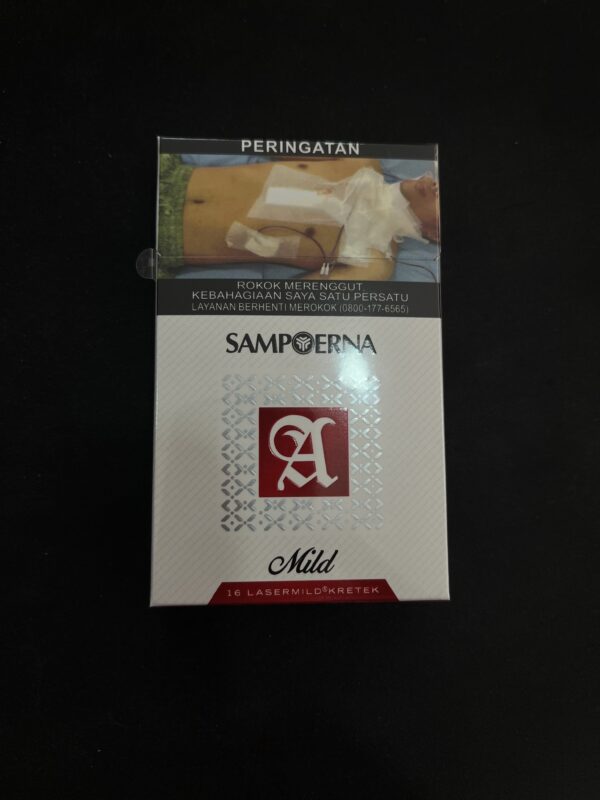 PERINGATAN
ROKOK MERENGGUT
KEBAHAGIAAN SAYA SATU PERSATU
LAYANAN BERHENTI MEROKOK (0800-177-6565)
SAMPOERNA
A
Mild
16 LASERMILD® KRETEK